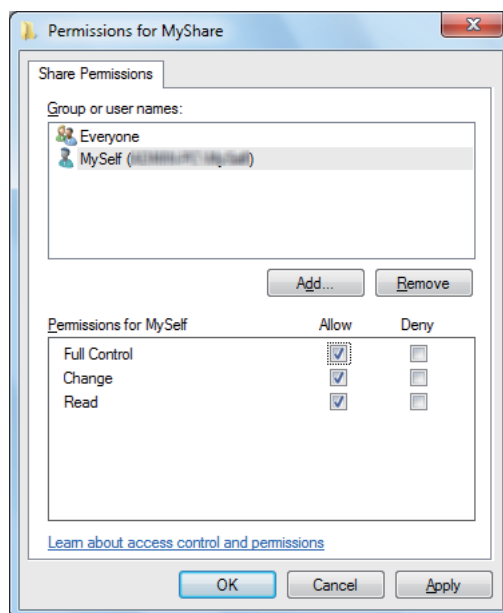 Permissions for MyShare
Share Permissions
Group or user names:
Everyone
MySelf ( )
Add... Remove
Permissions for MySelf Allow Deny
Full Control
Change
Read
Learn about access control and permissions
OK Cancel Apply